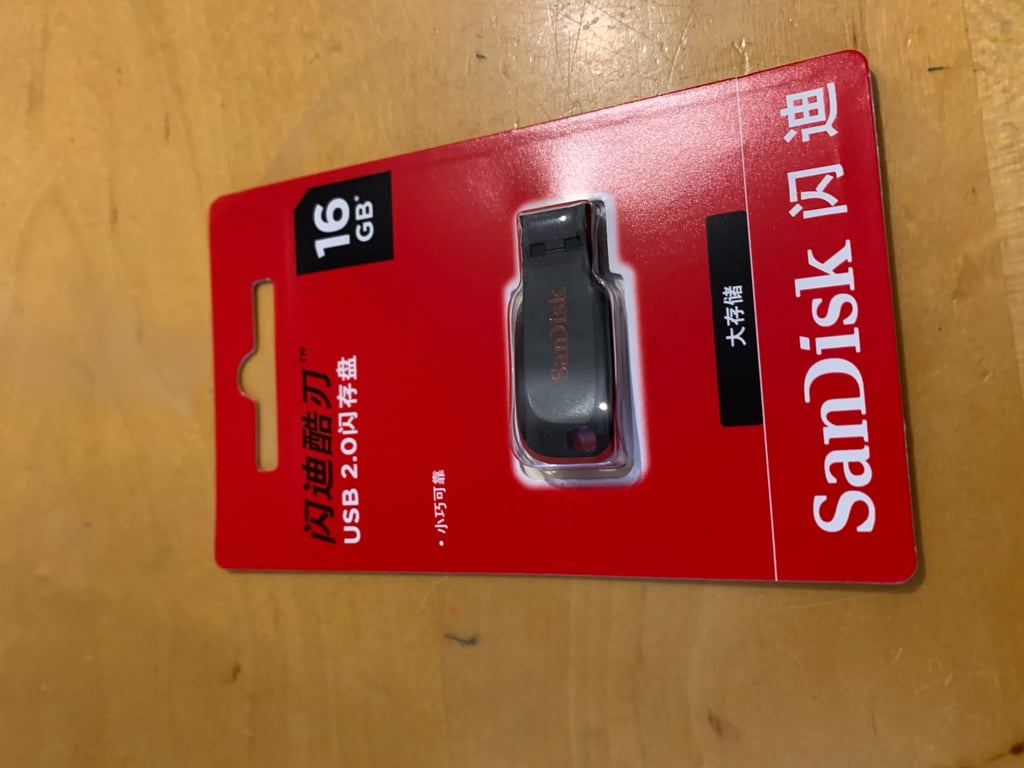 16
GB*
闪迪酷刃™
USB 2.0闪存盘
• 小巧可靠
SanDisk
大存储
SanDisk 闪迪